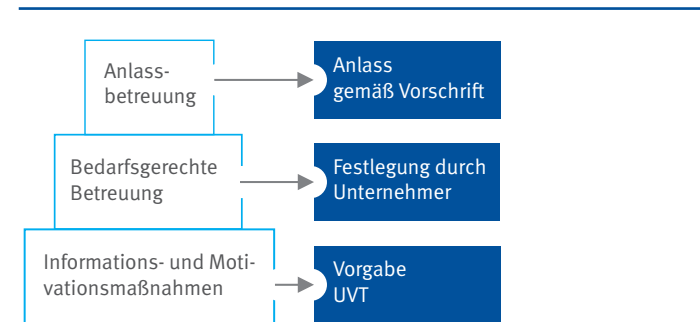 Anlass-
betreuung
Anlass
gemäß Vorschrift
Bedarfsgerechte
Betreuung
Festlegung durch
Unternehmer
Informations- und Moti-
vationsmaßnahmen
Vorgabe
UVT